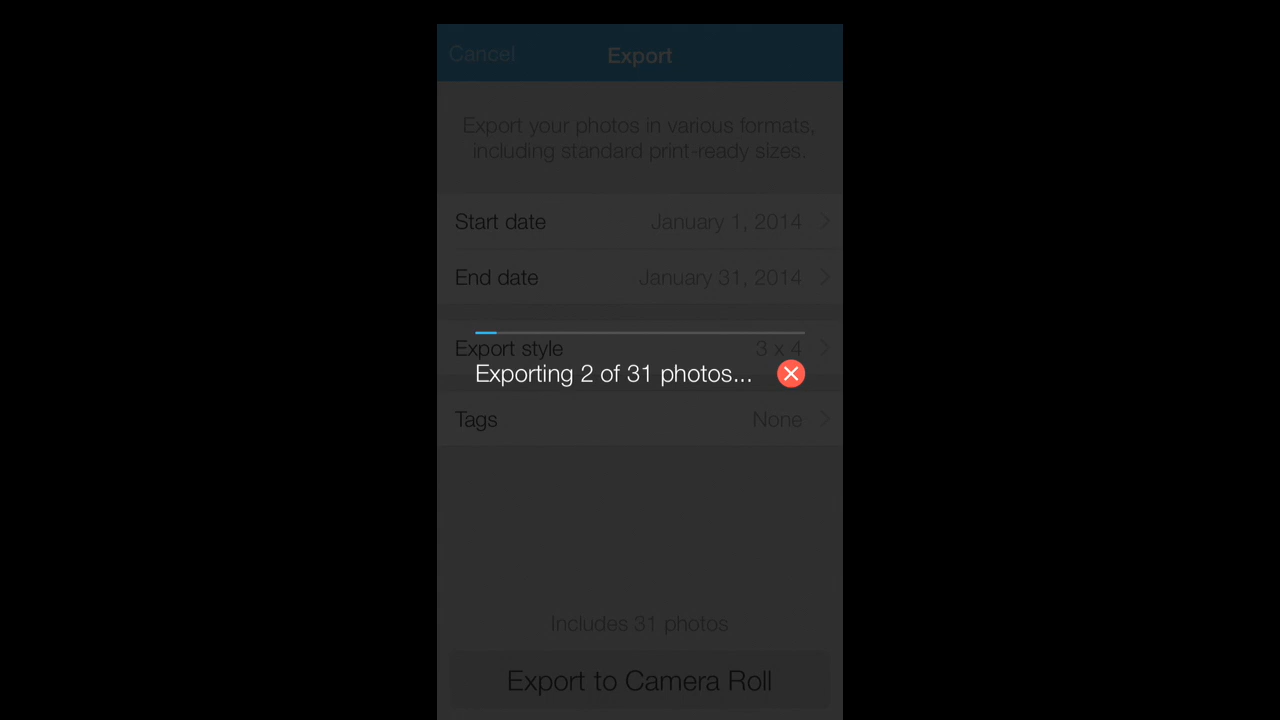 Cancel Export
Export your photos in various formats,
including standard print-ready sizes.
Start date January 1, 2014
End date January 31, 2014
Export style 3 x 4
Exporting 2 of 31 photos...
Tags None
Includes 31 photos
Export to Camera Roll